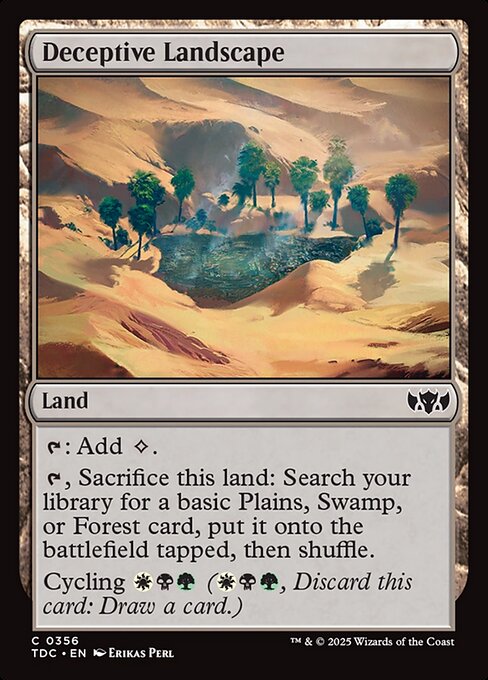 Deceptive Landscape
Land
: Add .
, Sacrifice this land: Search your
library for a basic Plains, Swamp,
or Forest card, put it onto the
battlefield tapped, then shuffle.
Cycling (, Discard this
card: Draw a card.)
C 0356
TDC • EN Erikas Perl
™ & © 2025 Wizards of the Coast